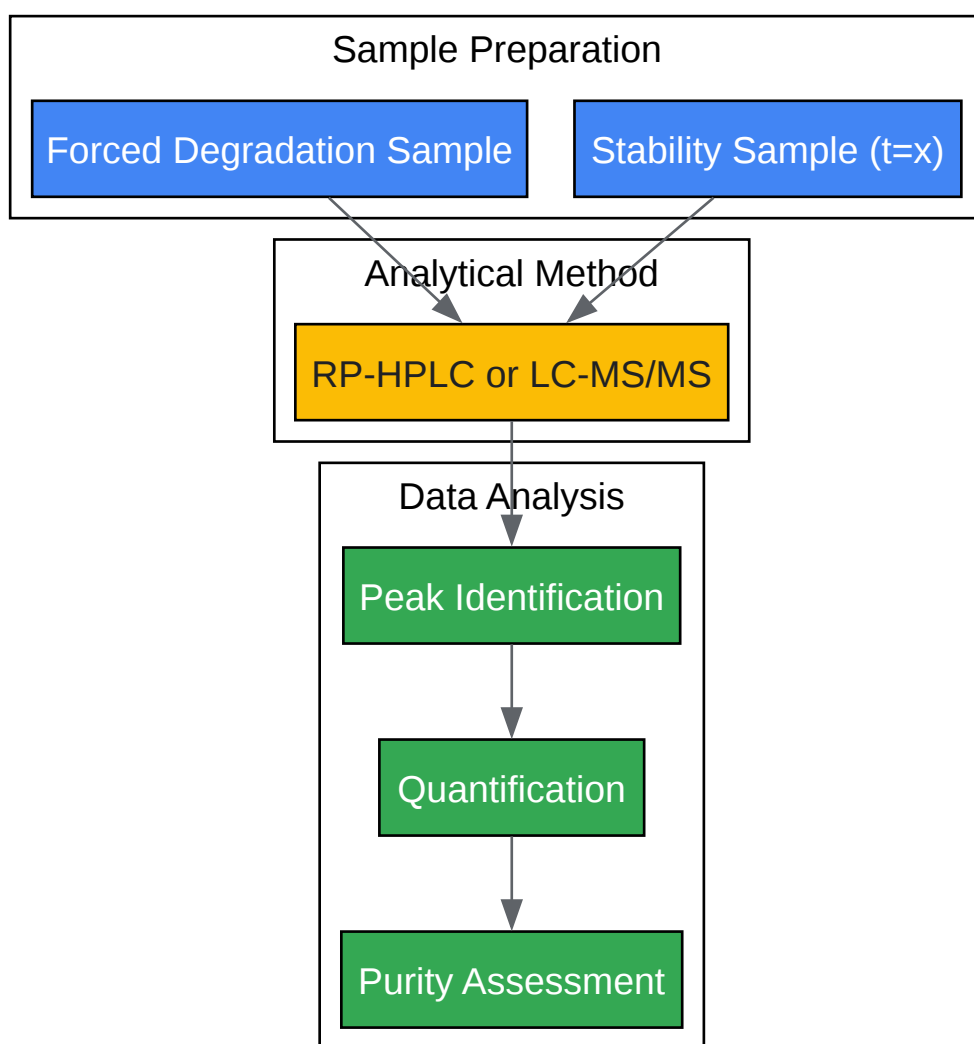 Sample Preparation
Forced Degradation Sample
Stability Sample (t=x)
Analytical Method
RP-HPLC or LC-MS/MS
Data Analysis
Peak Identification
Quantification
Purity Assessment